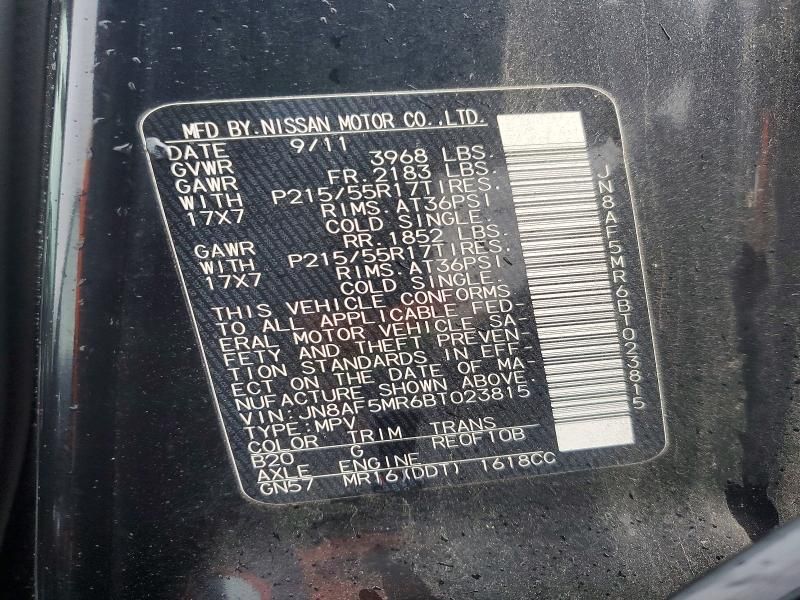 MFD BY.NISSAN MOTOR CO.,LTD.
DATE 9/11
GVWR 3968 LBS.
GAWR FR.2183 LBS.
WITH P215/55R17TIRES.
17X7 RIMS.AT36PSI
COLD SINGLE.
GAWR RR.1852 LBS.
WITH P215/55R17TIRES.
17X7 RIMS.AT36PSI
COLD SINGLE.
THIS VEHICLE CONFORMS
TO ALL APPLICABLE FED-
ERAL MOTOR VEHICLE SA-
FETY AND THEFT PREVEN-
TION STANDARDS IN EFF-
ECT ON THE DATE OF MA-
NUFACTURE SHOWN ABOVE.
VIN:JN8AF5MR6BT023815
TYPE:MPV
COLOR TRIM TRANS
B20 G RE0F10B
AXLE ENGINE
GN57 MR16(DDT) 1618CC
JN8AF5MR6BT023815